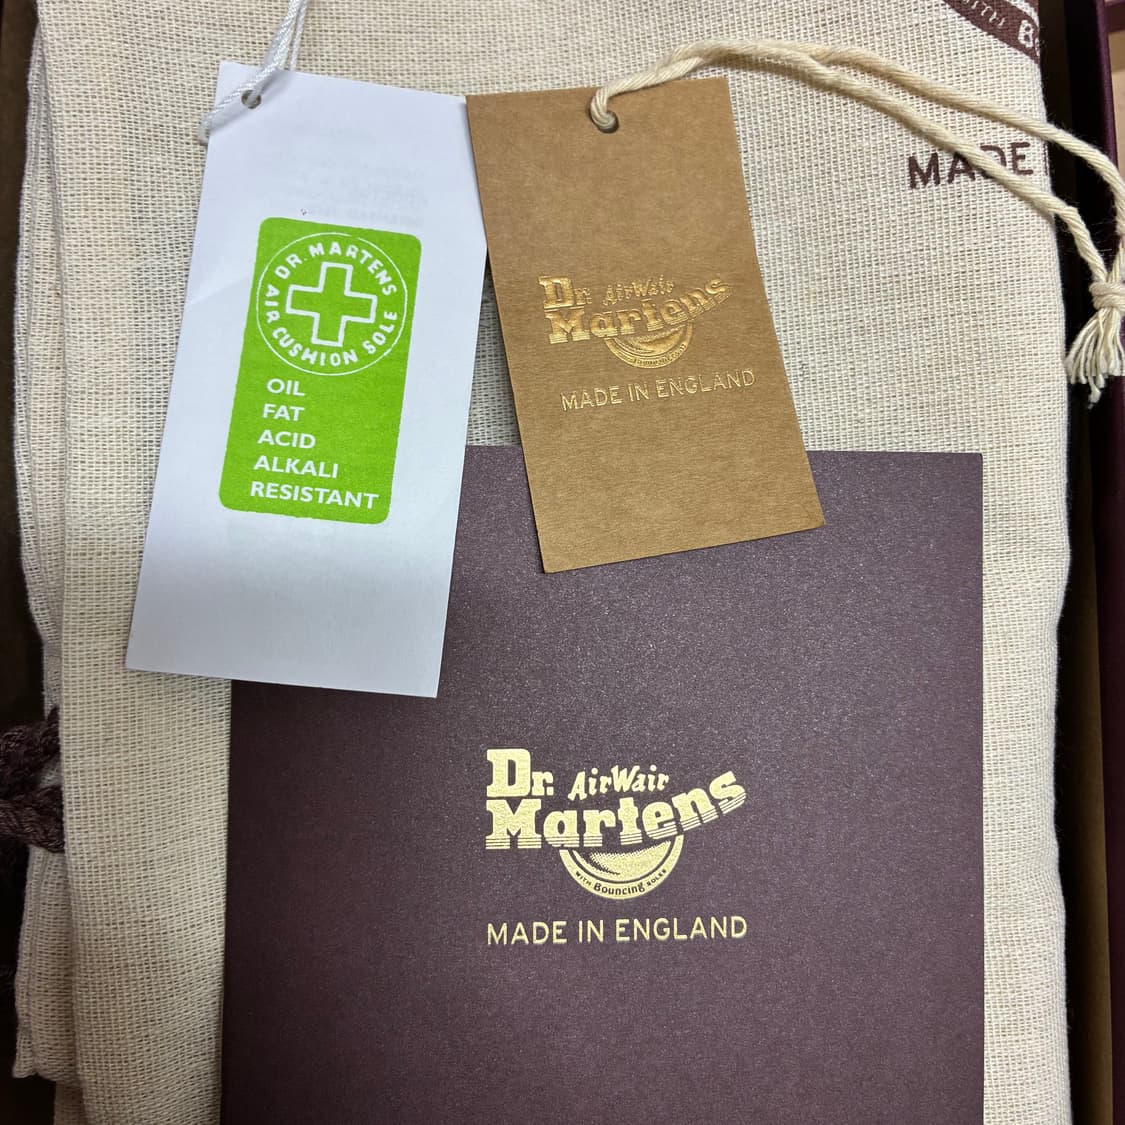 WITH
MADE
DR. MARTENS
AIR CUSHION SOLE
OIL
FAT
ACID
ALKALI
RESISTANT
Dr. AirWair
Martens
MADE IN ENGLAND
Dr. AirWair
Martens
WITH Bouncing SOLES
MADE IN ENGLAND